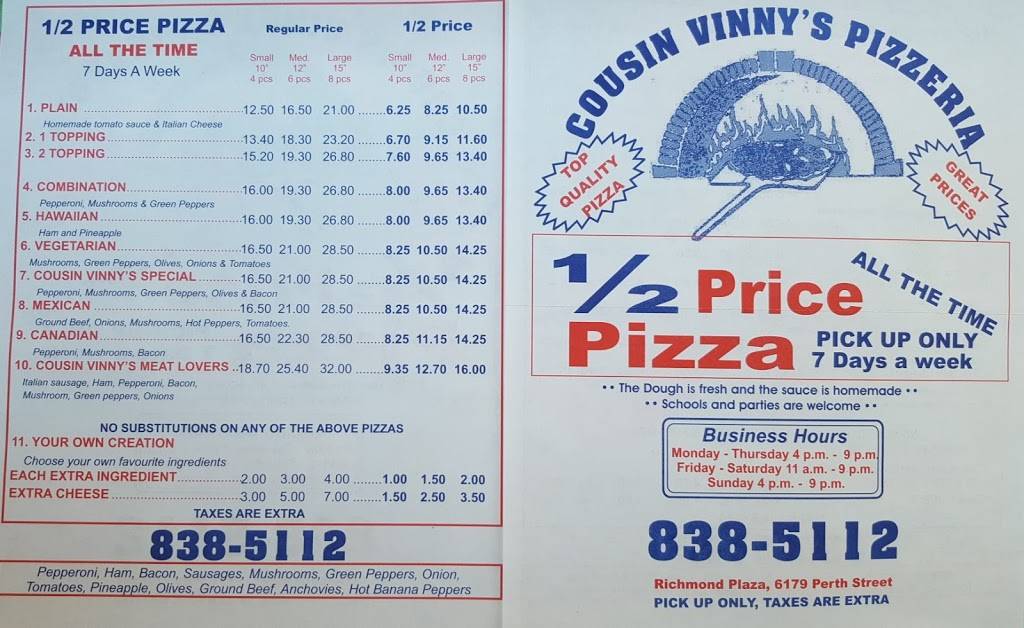 1/2 PRICE PIZZA
ALL THE TIME
7 Days A Week
Regular Price 1/2 Price
Small Med. Large Small Med. Large
10" 12" 15" 10" 12" 15"
4 pcs 6 pcs 8 pcs 4 pcs 6 pcs 8 pcs
1. PLAIN ..........12.50 16.50 21.00 ........6.25 8.25 10.50
Homemade tomato sauce & Italian Cheese
2. 1 TOPPING..........13.40 18.30 23.20 ........6.70 9.15 11.60
3. 2 TOPPING..........15.20 19.30 26.80 ........7.60 9.65 13.40
4. COMBINATION..........16.00 19.30 26.80 ........8.00 9.65 13.40
Pepperoni, Mushrooms & Green Peppers
5. HAWAIIAN..........16.00 19.30 26.80 ........8.00 9.65 13.40
Ham and Pineapple
6. VEGETARIAN..........16.50 21.00 28.50 ........8.25 10.50 14.25
Mushrooms, Green Peppers, Olives, Onions & Tomatoes
7. COUSIN VINNY'S SPECIAL ..........16.50 21.00 28.50 ........8.25 10.50 14.25
Pepperoni, Mushrooms, Green Peppers, Olives & Bacon
8. MEXICAN..........16.50 21.00 28.50 ........8.25 10.50 14.25
Ground Beef, Onions, Mushrooms, Hot Peppers, Tomatoes.
9. CANADIAN..........16.50 22.30 28.50 ........8.25 11.15 14.25
Pepperoni, Mushrooms, Bacon
10. COUSIN VINNY'S MEAT LOVERS ..18.70 25.40 32.00 ........9.35 12.70 16.00
Italian sausage, Ham, Pepperoni, Bacon,
Mushroom, Green peppers, Onions
NO SUBSTITUTIONS ON ANY OF THE ABOVE PIZZAS
11. YOUR OWN CREATION
Choose your own favourite ingredients
EACH EXTRA INGREDIENT..........2.00 3.00 4.00 ........1.00 1.50 2.00
EXTRA CHEESE ..........3.00 5.00 7.00 ........1.50 2.50 3.50
TAXES ARE EXTRA
838-5112
Pepperoni, Ham, Bacon, Sausages, Mushrooms, Green Peppers, Onion,
Tomatoes, Pineapple, Olives, Ground Beef, Anchovies, Hot Banana Peppers
COUSIN VINNY'S PIZZERIA
TOP
QUALITY
PIZZA
GREAT
PRICES
1/2 Price
Pizza
ALL THE TIME
PICK UP ONLY
7 Days a week
•• The Dough is fresh and the sauce is homemade ••
•• Schools and parties are welcome ••
Business Hours
Monday - Thursday 4 p.m. - 9 p.m.
Friday - Saturday 11 a.m. - 9 p.m.
Sunday 4 p.m. - 9 p.m.
838-5112
Richmond Plaza, 6179 Perth Street
PICK UP ONLY, TAXES ARE EXTRA